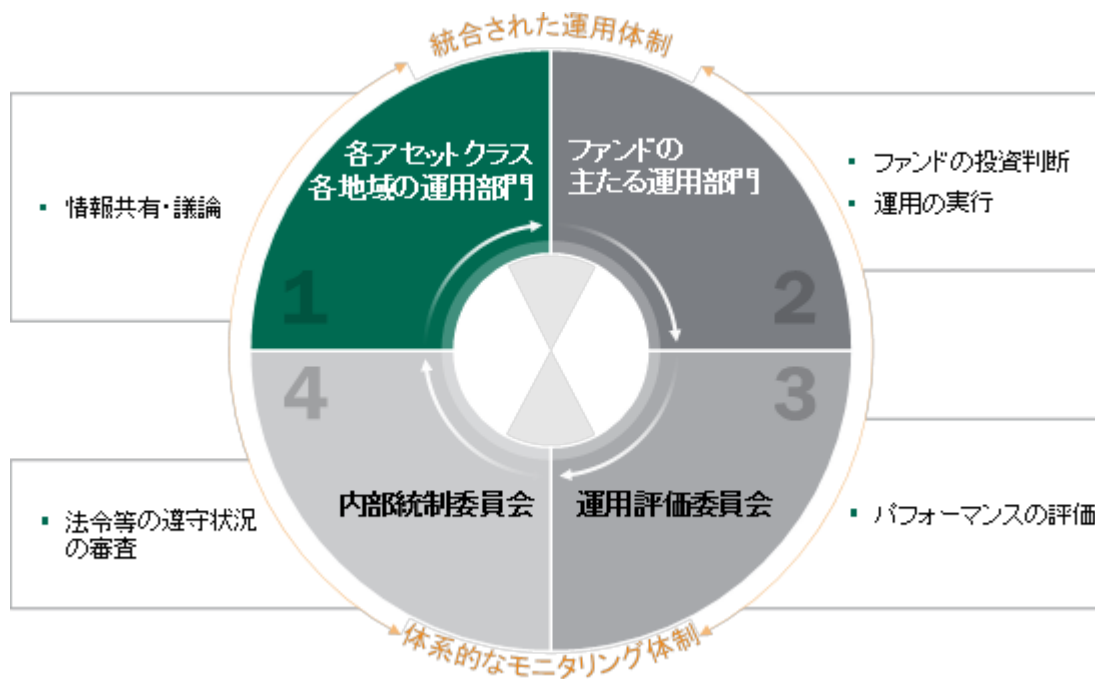 統合された運用体制
各アセットクラス
各地域の運用部門
ファンドの
主たる運用部門
▪ 情報共有・議論
▪ ファンドの投資判断
▪ 運用の実行
1
2
4
3
内部統制委員会
運用評価委員会
▪ 法令等の遵守状況
の審査
▪ パフォーマンスの評価
体系的なモニタリング体制